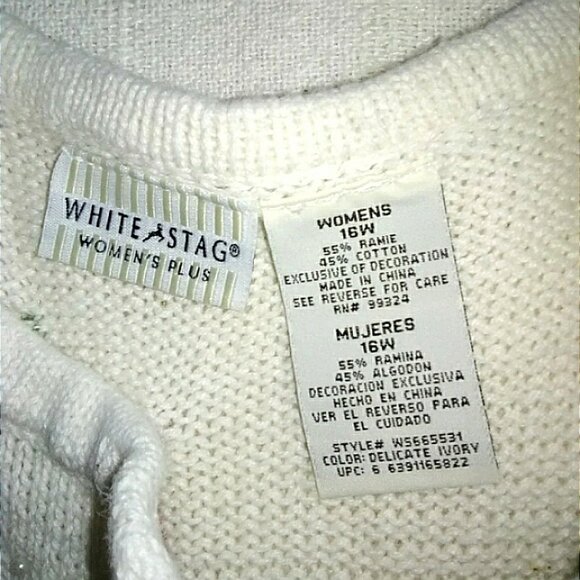 WHITE STAG®
WOMEN'S PLUS
WOMENS
16W
55% RAMIE
45% COTTON
EXCLUSIVE OF DECORATION
MADE IN CHINA
SEE REVERSE FOR CARE
RN# 99324
MUJERES
16W
55% RAMINA
45% ALGODON
DECORACION EXCLUSIVA
HECHO EN CHINA
VER EL REVERSO PARA
EL CUIDADO
STYLE# WS665531
COLOR: DELICATE IVORY
UPC: 6 6391165822